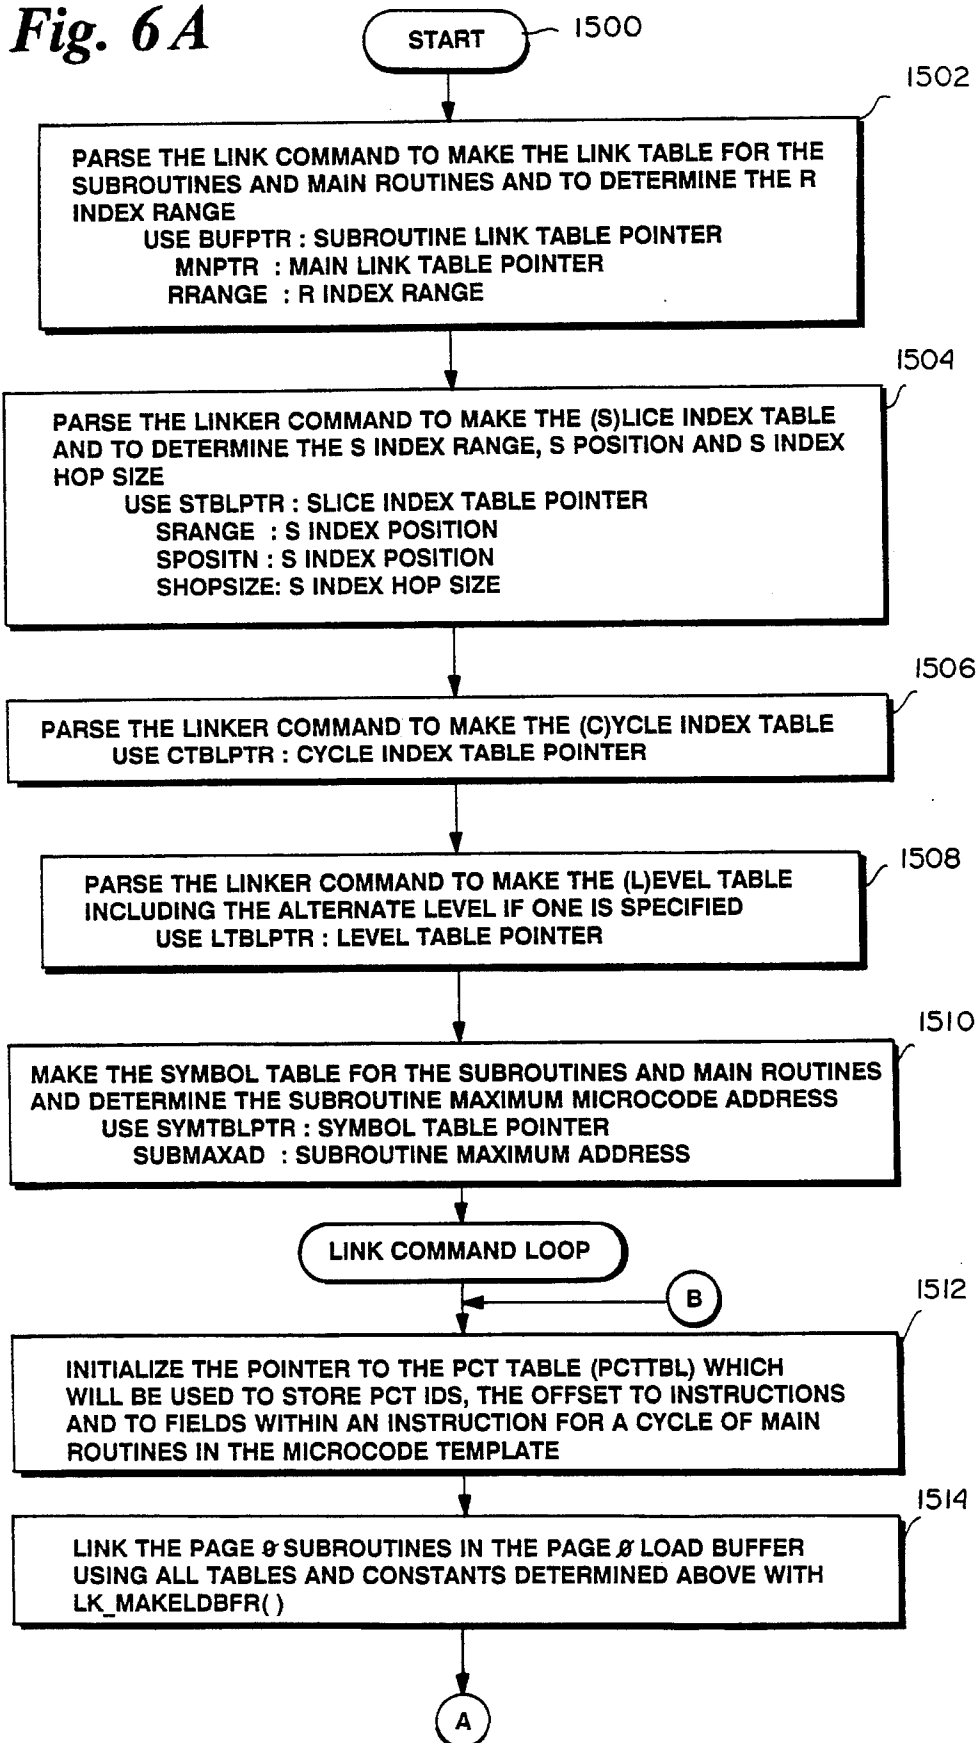 Fig. 6A
START
1500
1502
PARSE THE LINK COMMAND TO MAKE THE LINK TABLE FOR THE
SUBROUTINES AND MAIN ROUTINES AND TO DETERMINE THE R
INDEX RANGE
USE BUFPTR : SUBROUTINE LINK TABLE POINTER
MNPTR : MAIN LINK TABLE POINTER
RRANGE : R INDEX RANGE
1504
PARSE THE LINKER COMMAND TO MAKE THE (S)LICE INDEX TABLE
AND TO DETERMINE THE S INDEX RANGE, S POSITION AND S INDEX
HOP SIZE
USE STBLPTR : SLICE INDEX TABLE POINTER
SRANGE : S INDEX POSITION
SPOSITN : S INDEX POSITION
SHOPSIZE: S INDEX HOP SIZE
1506
PARSE THE LINKER COMMAND TO MAKE THE (C)YCLE INDEX TABLE
USE CTBLPTR : CYCLE INDEX TABLE POINTER
1508
PARSE THE LINKER COMMAND TO MAKE THE (L)EVEL TABLE
INCLUDING THE ALTERNATE LEVEL IF ONE IS SPECIFIED
USE LTBLPTR : LEVEL TABLE POINTER
1510
MAKE THE SYMBOL TABLE FOR THE SUBROUTINES AND MAIN ROUTINES
AND DETERMINE THE SUBROUTINE MAXIMUM MICROCODE ADDRESS
USE SYMTBLPTR : SYMBOL TABLE POINTER
SUBMAXAD : SUBROUTINE MAXIMUM ADDRESS
LINK COMMAND LOOP
B
1512
INITIALIZE THE POINTER TO THE PCT TABLE (PCTTBL) WHICH
WILL BE USED TO STORE PCT IDS, THE OFFSET TO INSTRUCTIONS
AND TO FIELDS WITHIN AN INSTRUCTION FOR A CYCLE OF MAIN
ROUTINES IN THE MICROCODE TEMPLATE
1514
LINK THE PAGE 0 SUBROUTINES IN THE PAGE 0 LOAD BUFFER
USING ALL TABLES AND CONSTANTS DETERMINED ABOVE WITH
LK_MAKELDBFR( )
A